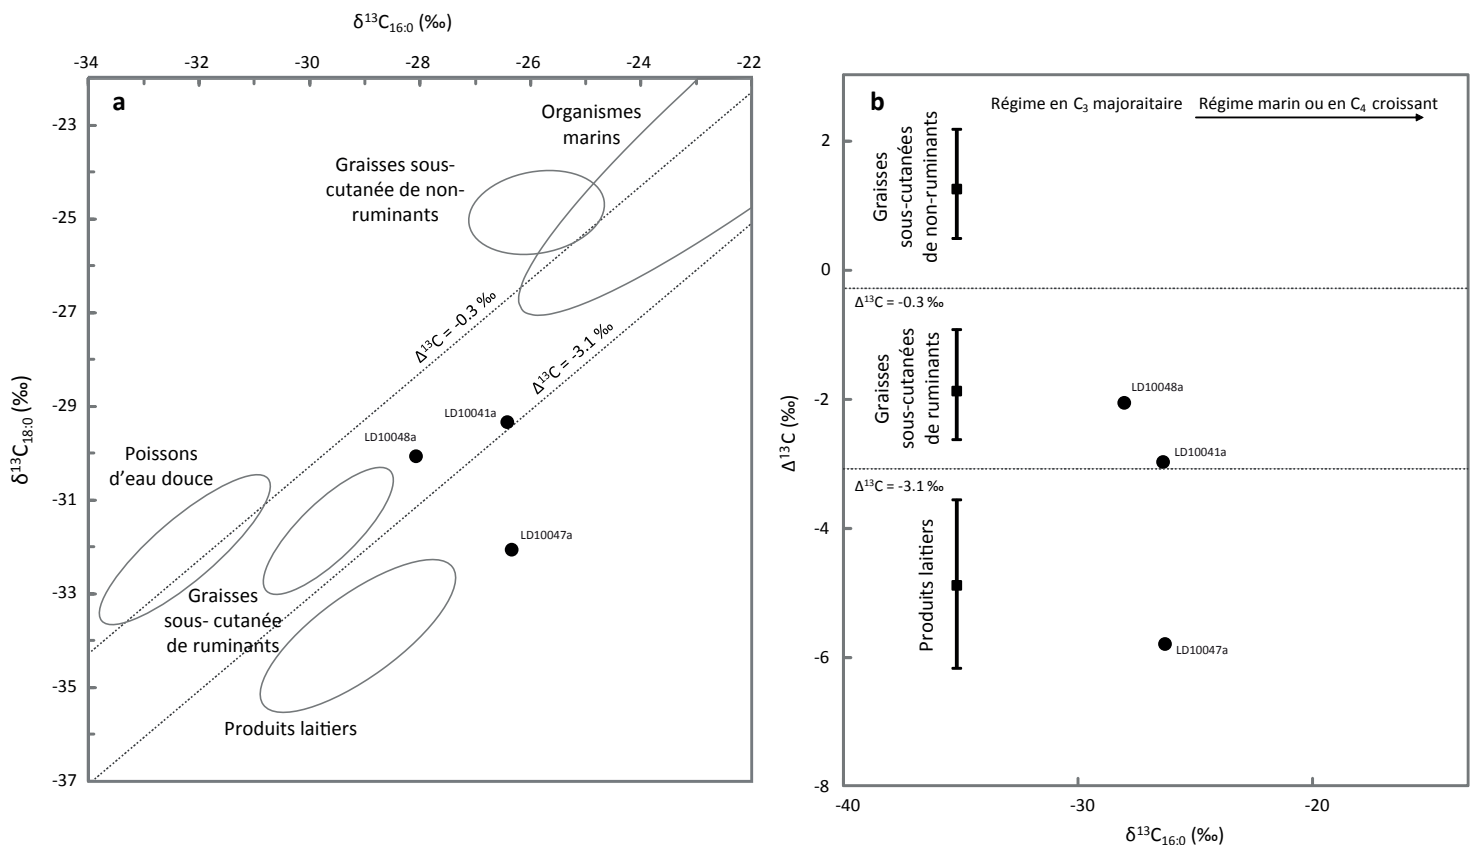 δ¹³C₁₆:₀ (‰)
-34 -32 -30 -28 -26 -24 -22
a
Organismes
marins
Graisses sous-
cutanée de non-
ruminants
Δ¹³C = -0.3 ‰
Δ¹³C = -3.1 ‰
LD10041a
LD10048a
LD10047a
Poissons
d’eau douce
Graisses
sous- cutanée
de ruminants
Produits laitiers
-23
-25
-27
-29
-31
-33
-35
-37
δ¹³C₁₈:₀ (‰)
b
Régime en C₃ majoraitaire
Régime marin ou en C₄ croissant
Graisses
sous-cutanées
de non-ruminants
Δ¹³C = -0.3 ‰
Graisses
sous-cutanées
de ruminants
LD10048a
LD10041a
Δ¹³C = -3.1 ‰
Produits laitiers
LD10047a
2
0
-2
-4
-6
-8
Δ¹³C (‰)
-40 -30 -20
δ¹³C₁₆:₀ (‰)